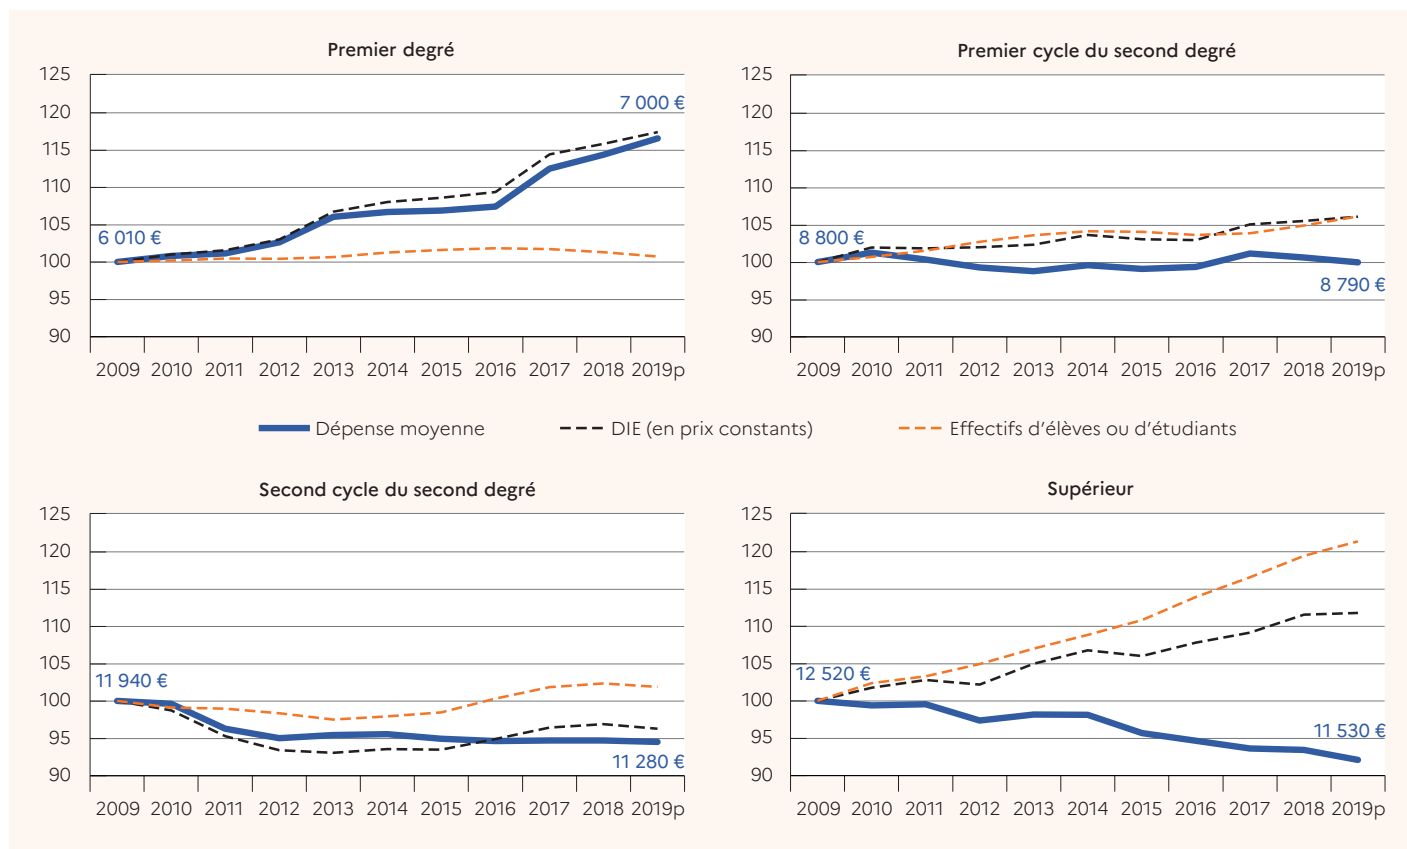 Premier degré
125
120
115
110
105
100
95
90
7 000 €
6 010 €
2009 2010 2011 2012 2013 2014 2015 2016 2017 2018 2019p
Premier cycle du second degré
125
120
115
110
105
100
95
90
8 800 €
8 790 €
2009 2010 2011 2012 2013 2014 2015 2016 2017 2018 2019p
Dépense moyenne
DIE (en prix constants)
Effectifs d'élèves ou d'étudiants
Second cycle du second degré
125
120
115
110
105
100
95
90
11 940 €
11 280 €
2009 2010 2011 2012 2013 2014 2015 2016 2017 2018 2019p
Supérieur
125
120
115
110
105
100
95
90
12 520 €
11 530 €
2009 2010 2011 2012 2013 2014 2015 2016 2017 2018 2019p